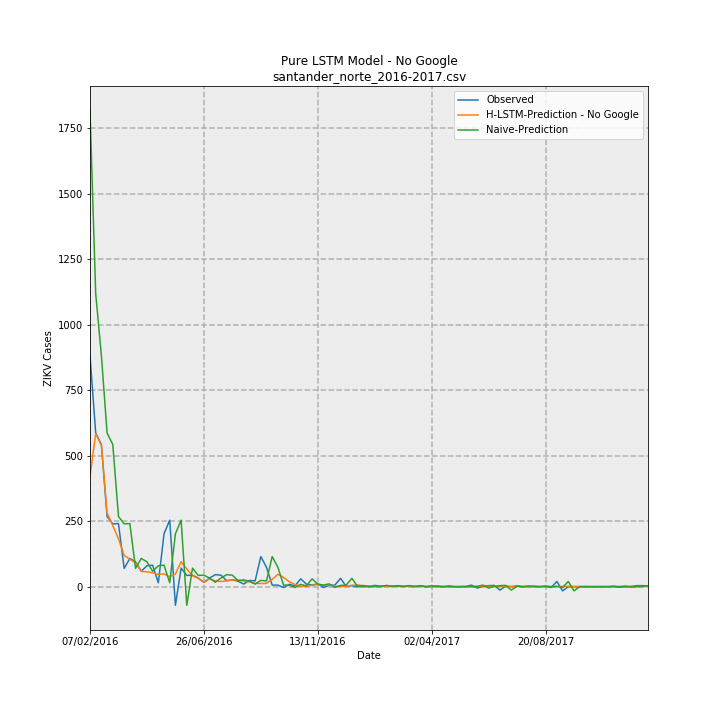 Pure LSTM Model - No Google
santander_norte_2016-2017.csv
Observed
H-LSTM-Prediction - No Google
Naive-Prediction
1750
1500
1250
1000
750
500
250
0
ZIKV Cases
07/02/2016 26/06/2016 13/11/2016 02/04/2017 20/08/2017
Date